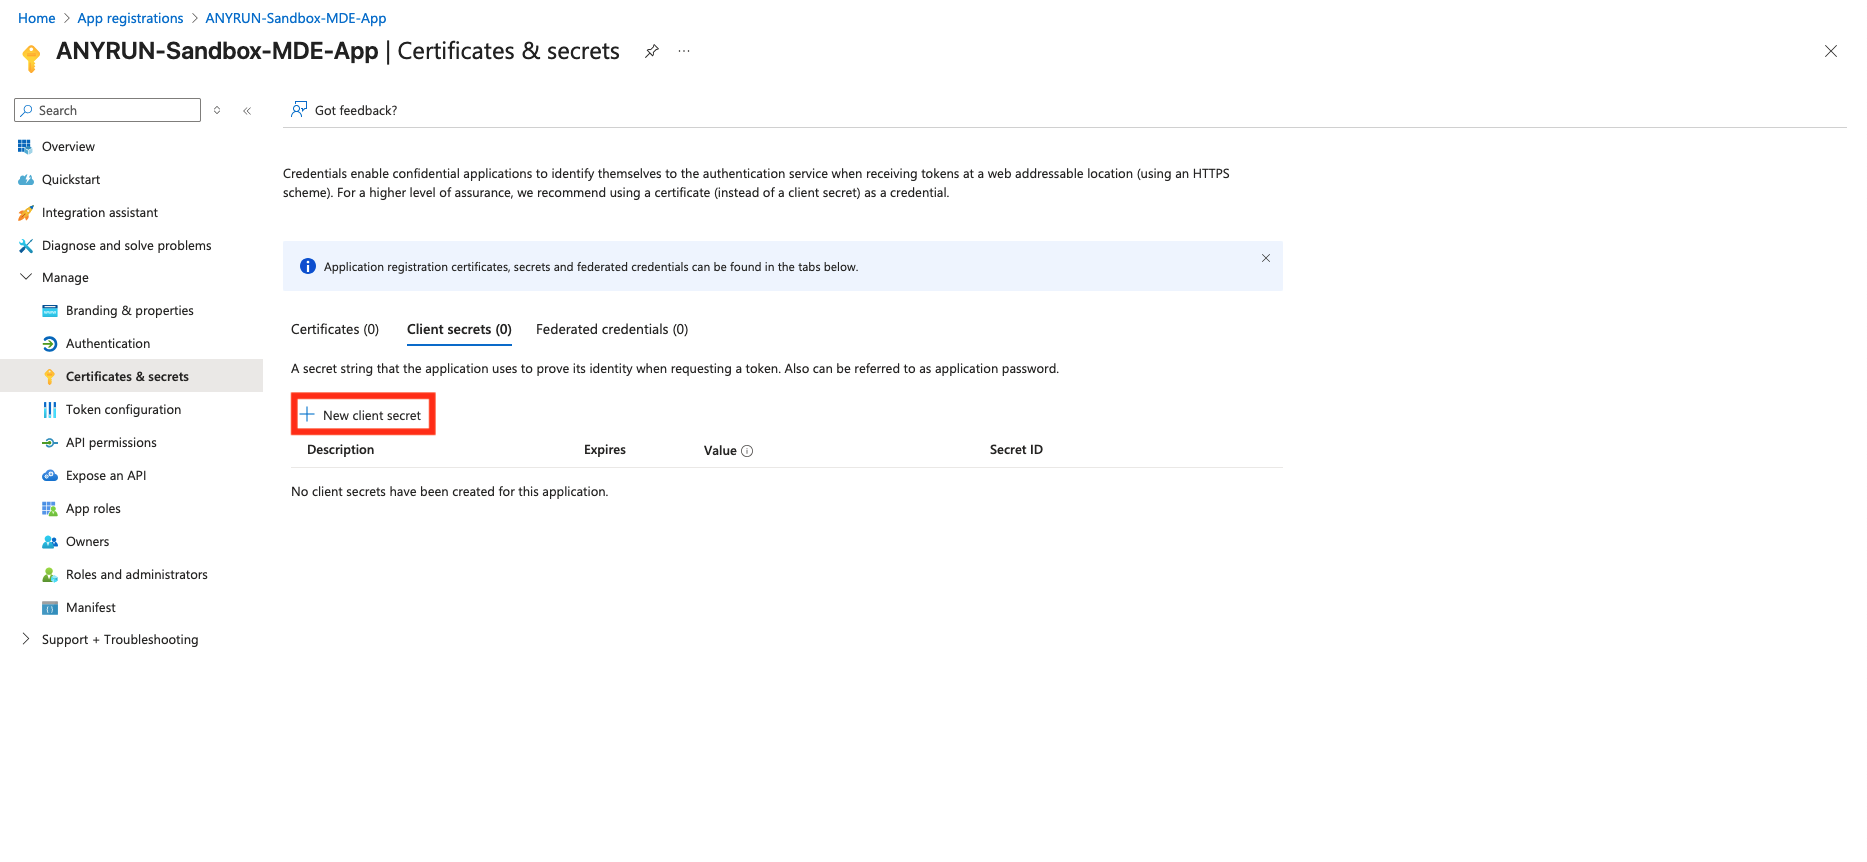 Home > App registrations > ANYRUN-Sandbox-MDE-App
ANYRUN-Sandbox-MDE-App | Certificates & secrets
Search
Got feedback?
Overview
Quickstart
Integration assistant
Diagnose and solve problems
Manage
Branding & properties
Authentication
Certificates & secrets
Token configuration
API permissions
Expose an API
App roles
Owners
Roles and administrators
Manifest
Support + Troubleshooting
Credentials enable confidential applications to identify themselves to the authentication service when receiving tokens at a web addressable location (using an HTTPS
scheme). For a higher level of assurance, we recommend using a certificate (instead of a client secret) as a credential.
Application registration certificates, secrets and federated credentials can be found in the tabs below.
Certificates (0) Client secrets (0) Federated credentials (0)
A secret string that the application uses to prove its identity when requesting a token. Also can be referred to as application password.
New client secret
Description Expires Value Secret ID
No client secrets have been created for this application.